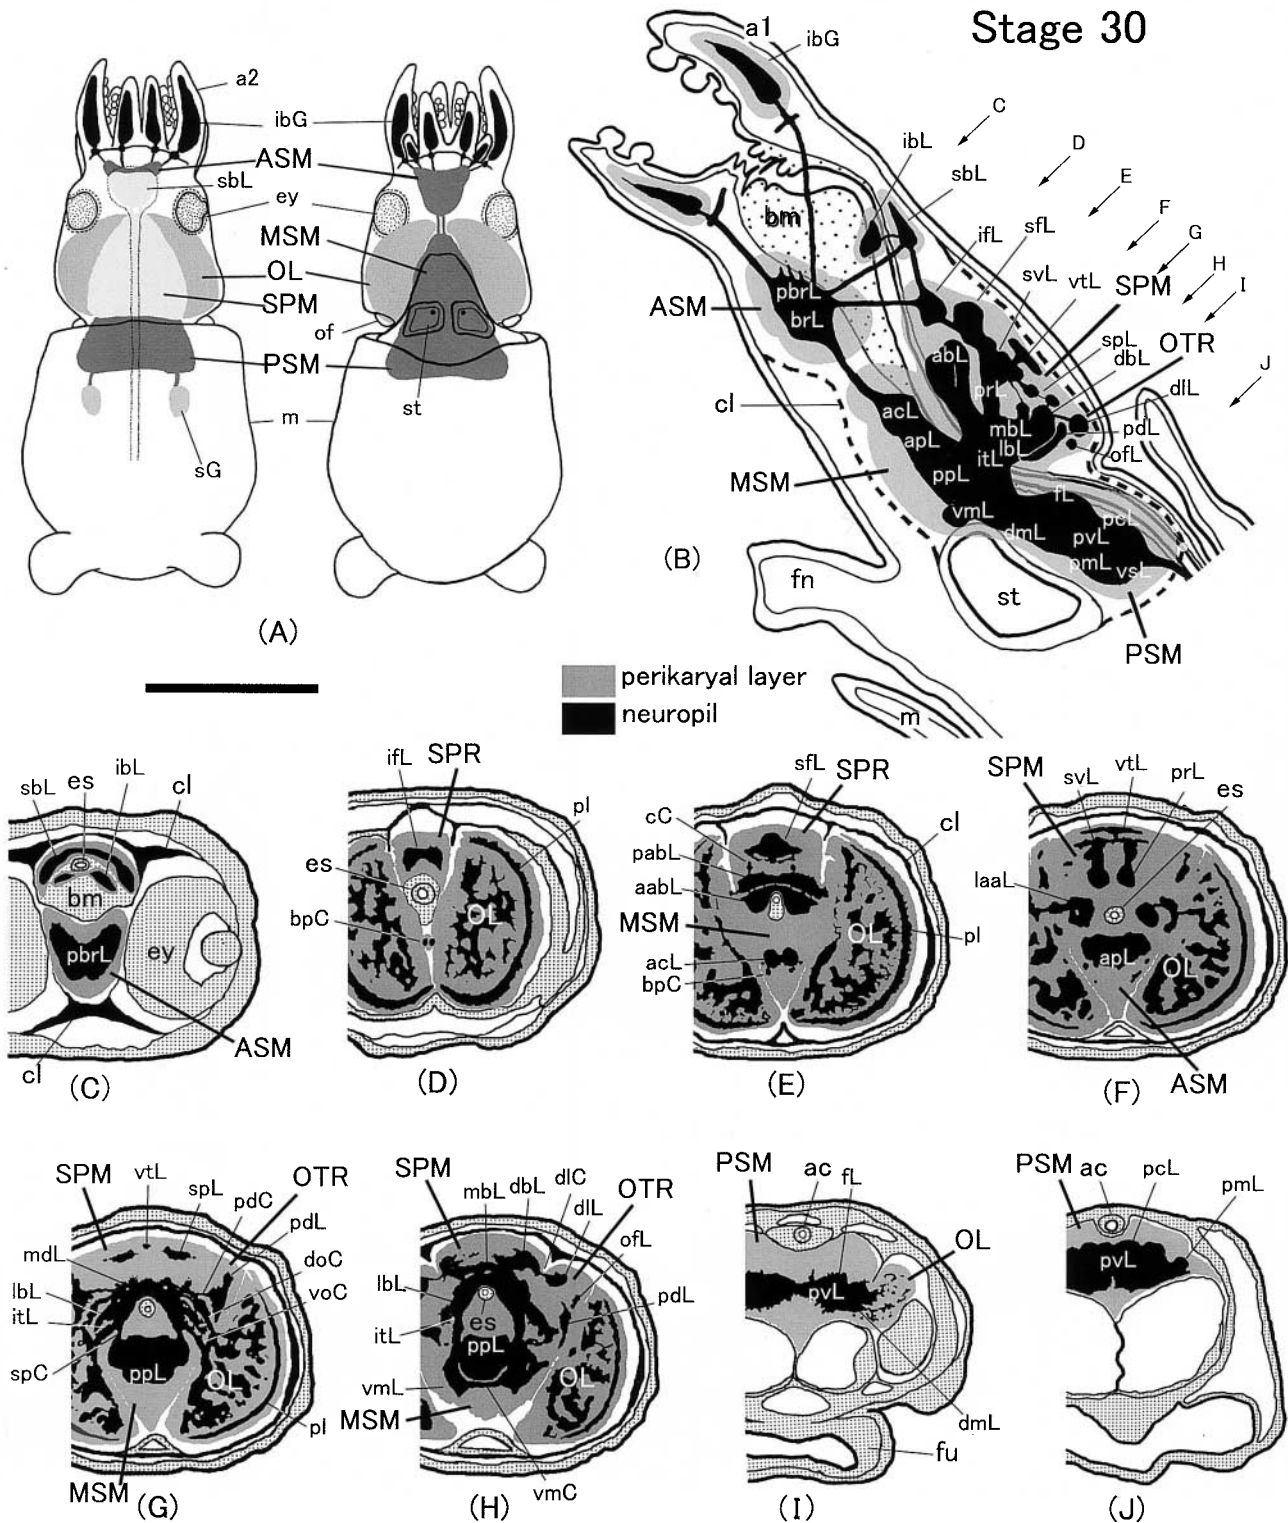 Stage 30
a2
ibG
ASM
sbL
ey
MSM
OL
SPM
of
PSM
st
m
sG
(A)
a1
ibG
C
ibL
D
sbL
E
bm
ifL
sfL
F
G
svL
vtL
H
SPM
I
ASM
pbrL
brL
OTR
spL
abL
dbL
J
prL
dlL
cl
acL
mbL
pdL
apL
lbL
ofL
itL
MSM
ppL
fL
vmL
pcL
dmL
pvL
(B)
pmL
vsL
fn
st
PSM
m
perikaryal layer
neuropil
sbL
es
ibL
cl
bm
pbrL
ey
ASM
cl
(C)
ifL
SPR
pl
es
OL
bpC
(D)
sfL
SPR
cC
cl
pabL
aabL
MSM
OL
pl
acL
bpC
(E)
SPM
svL
vtL
prL
es
laaL
apL
OL
ASM
(F)
SPM
vtL
spL
OTR
pdC
pdL
mdL
doC
lbL
voC
itL
spC
ppL
OL
pl
MSM
(G)
SPM
mbL
dbL
dlC
dlL
OTR
ofL
lbL
pdL
es
itL
ppL
vmL
OL
MSM
vmC
(H)
PSM
ac
fL
OL
pvL
dmL
fu
(I)
PSM
ac
pcL
pmL
pvL
(J)